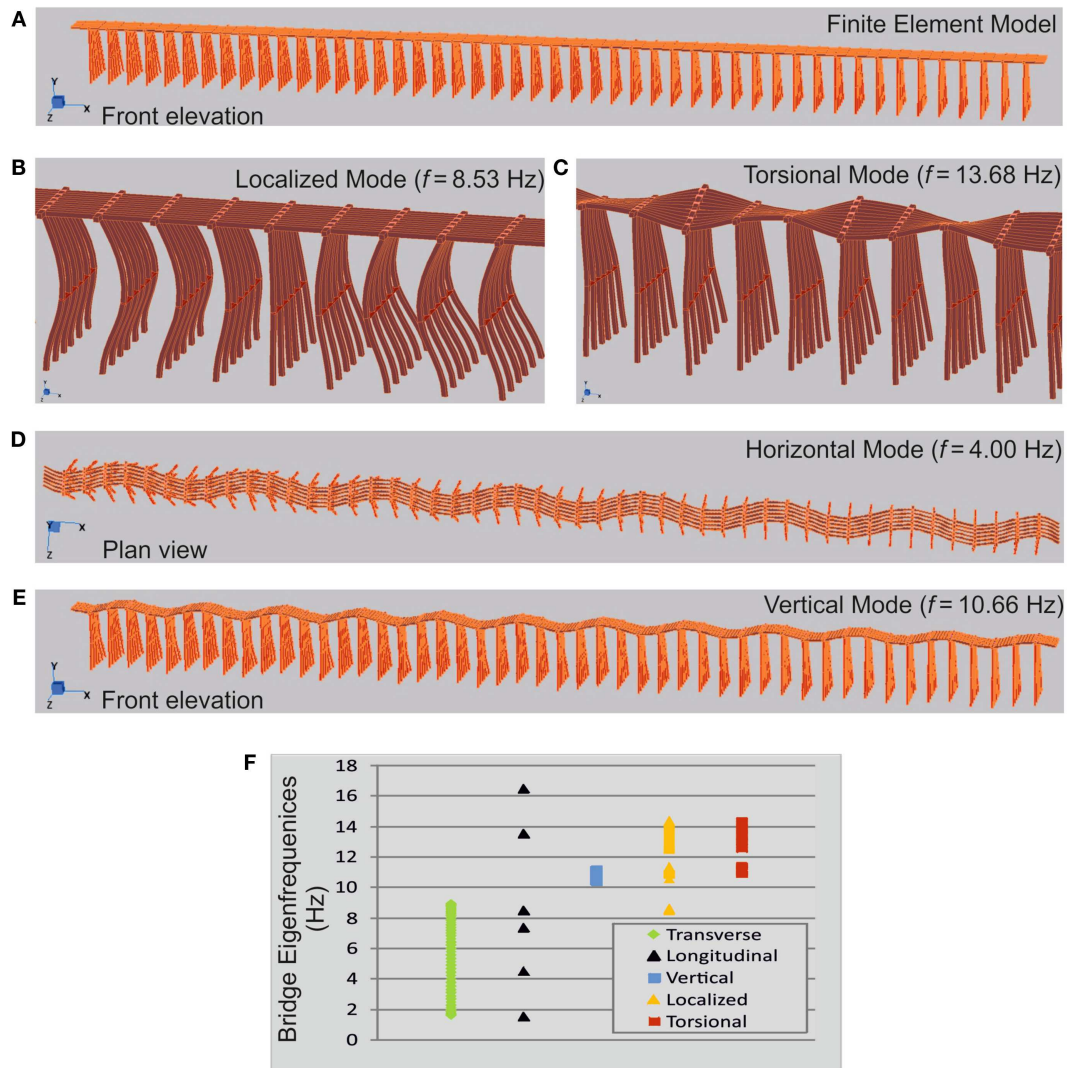 A
Finite Element Model
Y
X
Z
Front elevation
B
Localized Mode (f = 8.53 Hz)
Y
X
Z
C
Torsional Mode (f = 13.68 Hz)
Y
X
Z
D
Horizontal Mode (f = 4.00 Hz)
Y
X
Z
Plan view
E
Vertical Mode (f = 10.66 Hz)
Y
X
Z
Front elevation
F
Bridge Eigenfrequenices
(Hz)
18
16
14
12
10
8
6
4
2
0
Transverse
Longitudinal
Vertical
Localized
Torsional